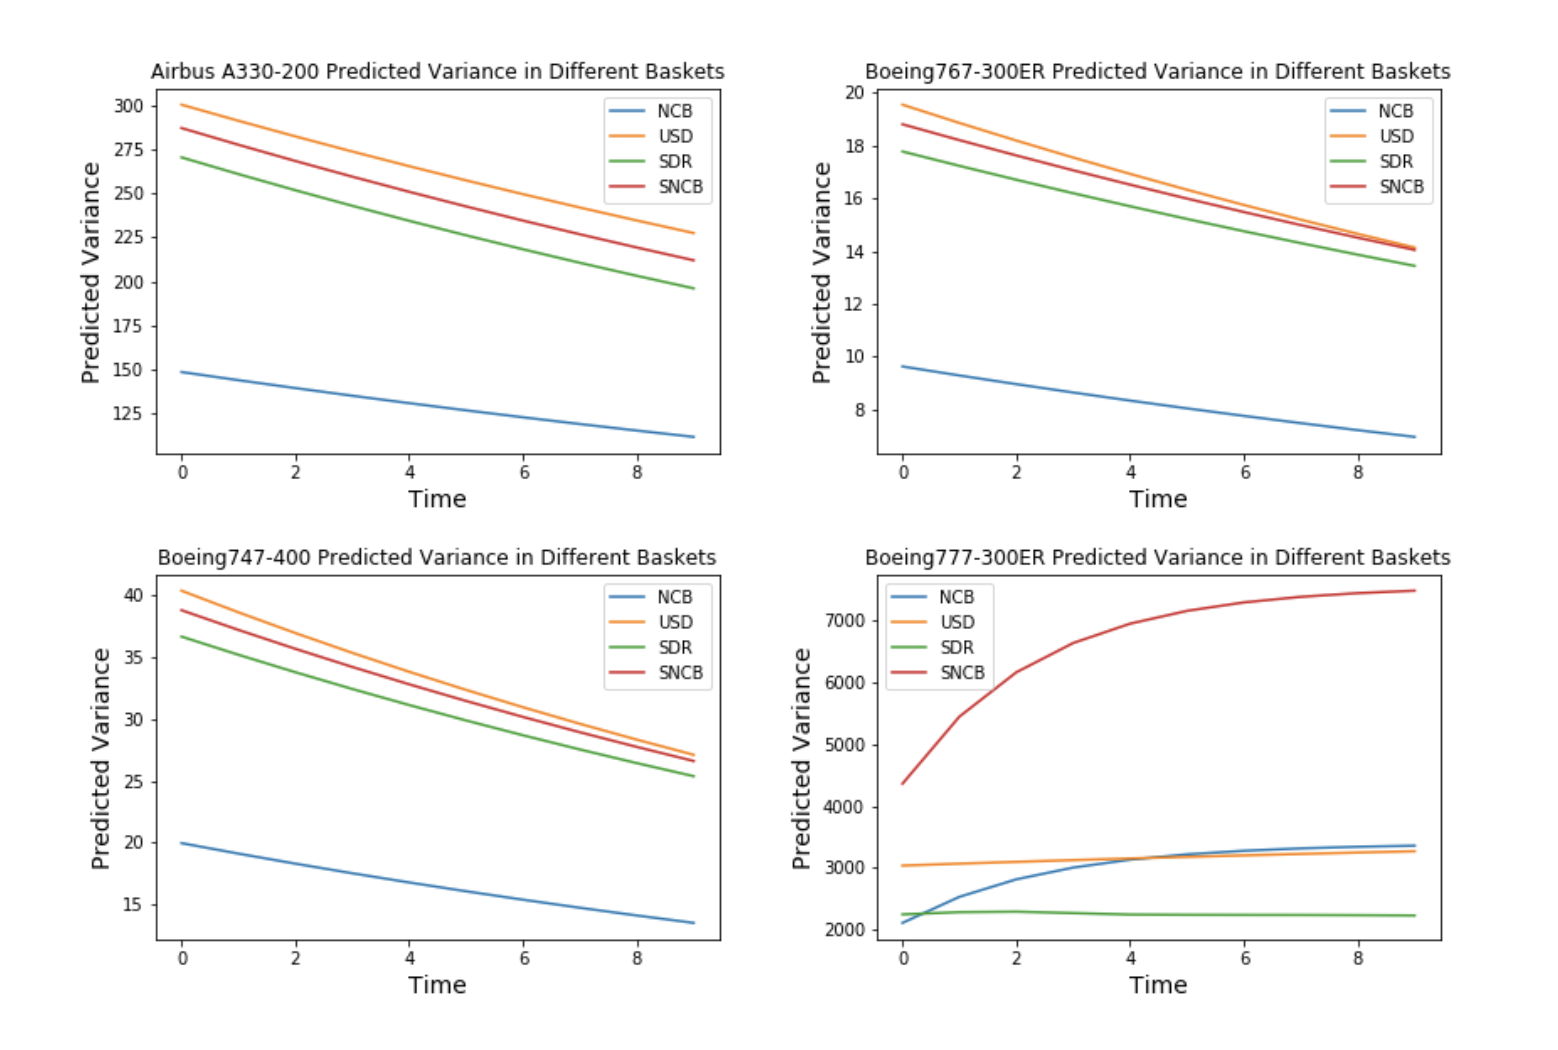 Airbus A330-200 Predicted Variance in Different Baskets
300
275
250
225
200
175
150
125
Predicted Variance
NCB
USD
SDR
SNCB
0 2 4 6 8
Time
Boeing767-300ER Predicted Variance in Different Baskets
20
18
16
14
12
10
8
Predicted Variance
NCB
USD
SDR
SNCB
0 2 4 6 8
Time
Boeing747-400 Predicted Variance in Different Baskets
40
35
30
25
20
15
Predicted Variance
NCB
USD
SDR
SNCB
0 2 4 6 8
Time
Boeing777-300ER Predicted Variance in Different Baskets
7000
6000
5000
4000
3000
2000
Predicted Variance
NCB
USD
SDR
SNCB
0 2 4 6 8
Time